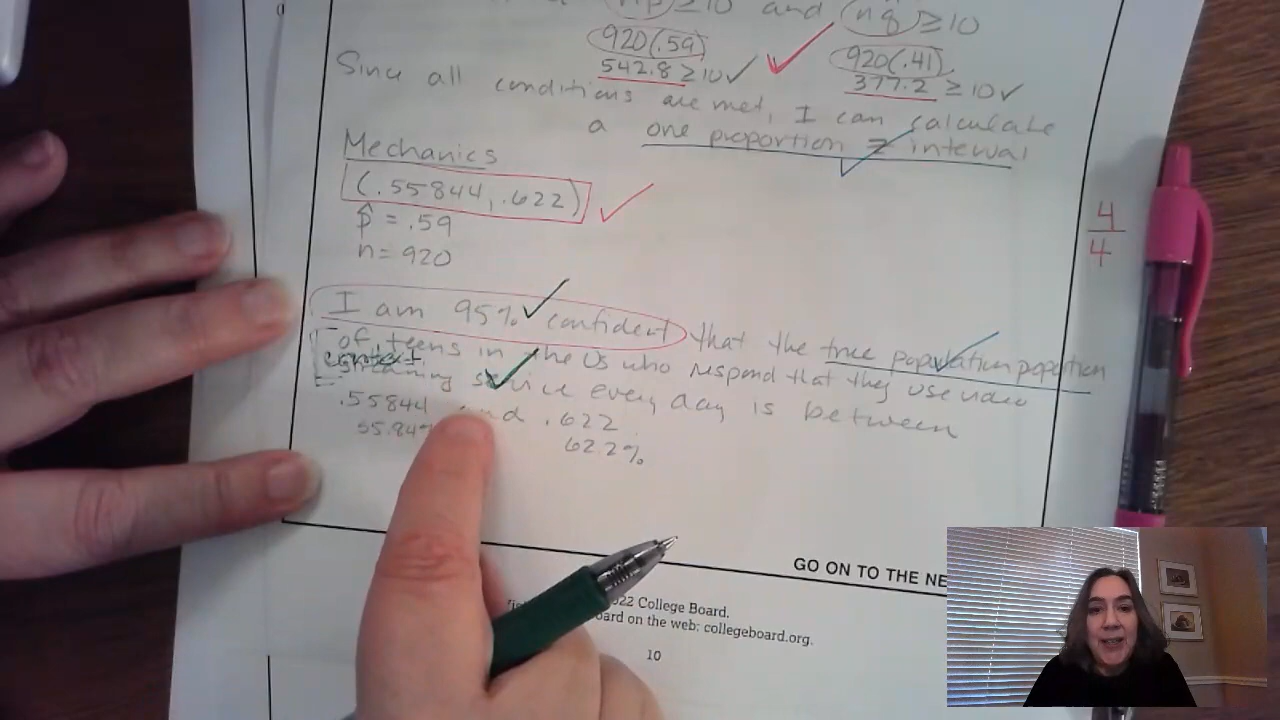 np ≥10 and nq ≥10
920(.59) 920(.41)
542.8 ≥10 ✓ 377.2 ≥10 ✓
Since all conditions are met, I can calculate
a one proportion z interval
Mechanics
(.55844, .622)
p̂ = .59
n = 920
4
4
I am 95% confident that the true population popotion
of teens in the US who respond that they use video
context
streaming service every day is between
.55844 and .622
55.84% 62.2%
GO ON TO THE NE
22 College Board.
oard on the web: collegeboard.org.
10